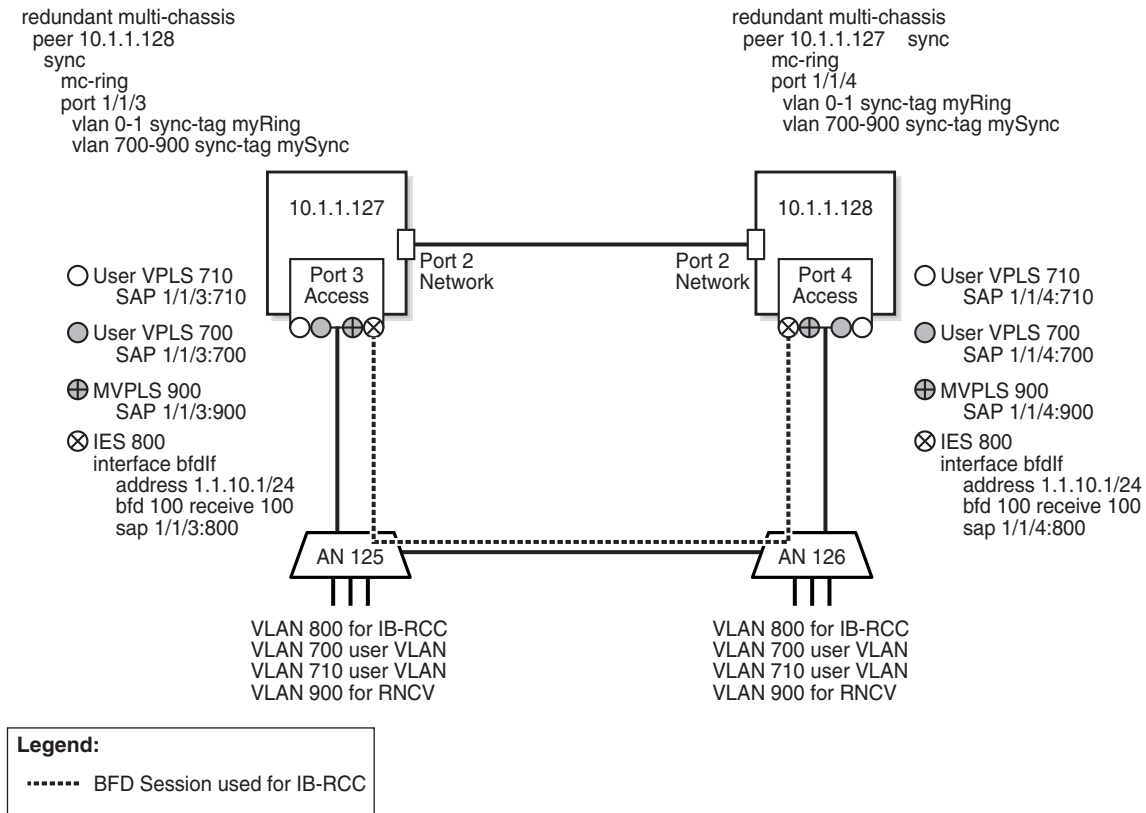 redundant multi-chassis
peer 10.1.1.128
sync
mc-ring
port 1/1/3
vlan 0-1 sync-tag myRing
vlan 700-900 sync-tag mySync
redundant multi-chassis
peer 10.1.1.127 sync
mc-ring
port 1/1/4
vlan 0-1 sync-tag myRing
vlan 700-900 sync-tag mySync
10.1.1.127
Port 2
Network
Port 3
Access
10.1.1.128
Port 2
Network
Port 4
Access
User VPLS 710
SAP 1/1/3:710
User VPLS 700
SAP 1/1/3:700
MVPLS 900
SAP 1/1/3:900
IES 800
interface bfdIf
address 1.1.10.1/24
bfd 100 receive 100
sap 1/1/3:800
User VPLS 710
SAP 1/1/4:710
User VPLS 700
SAP 1/1/4:700
MVPLS 900
SAP 1/1/4:900
IES 800
interface bfdIf
address 1.1.10.1/24
bfd 100 receive 100
sap 1/1/4:800
AN 125
AN 126
VLAN 800 for IB-RCC
VLAN 700 user VLAN
VLAN 710 user VLAN
VLAN 900 for RNCV
VLAN 800 for IB-RCC
VLAN 700 user VLAN
VLAN 710 user VLAN
VLAN 900 for RNCV
Legend:
BFD Session used for IB-RCC